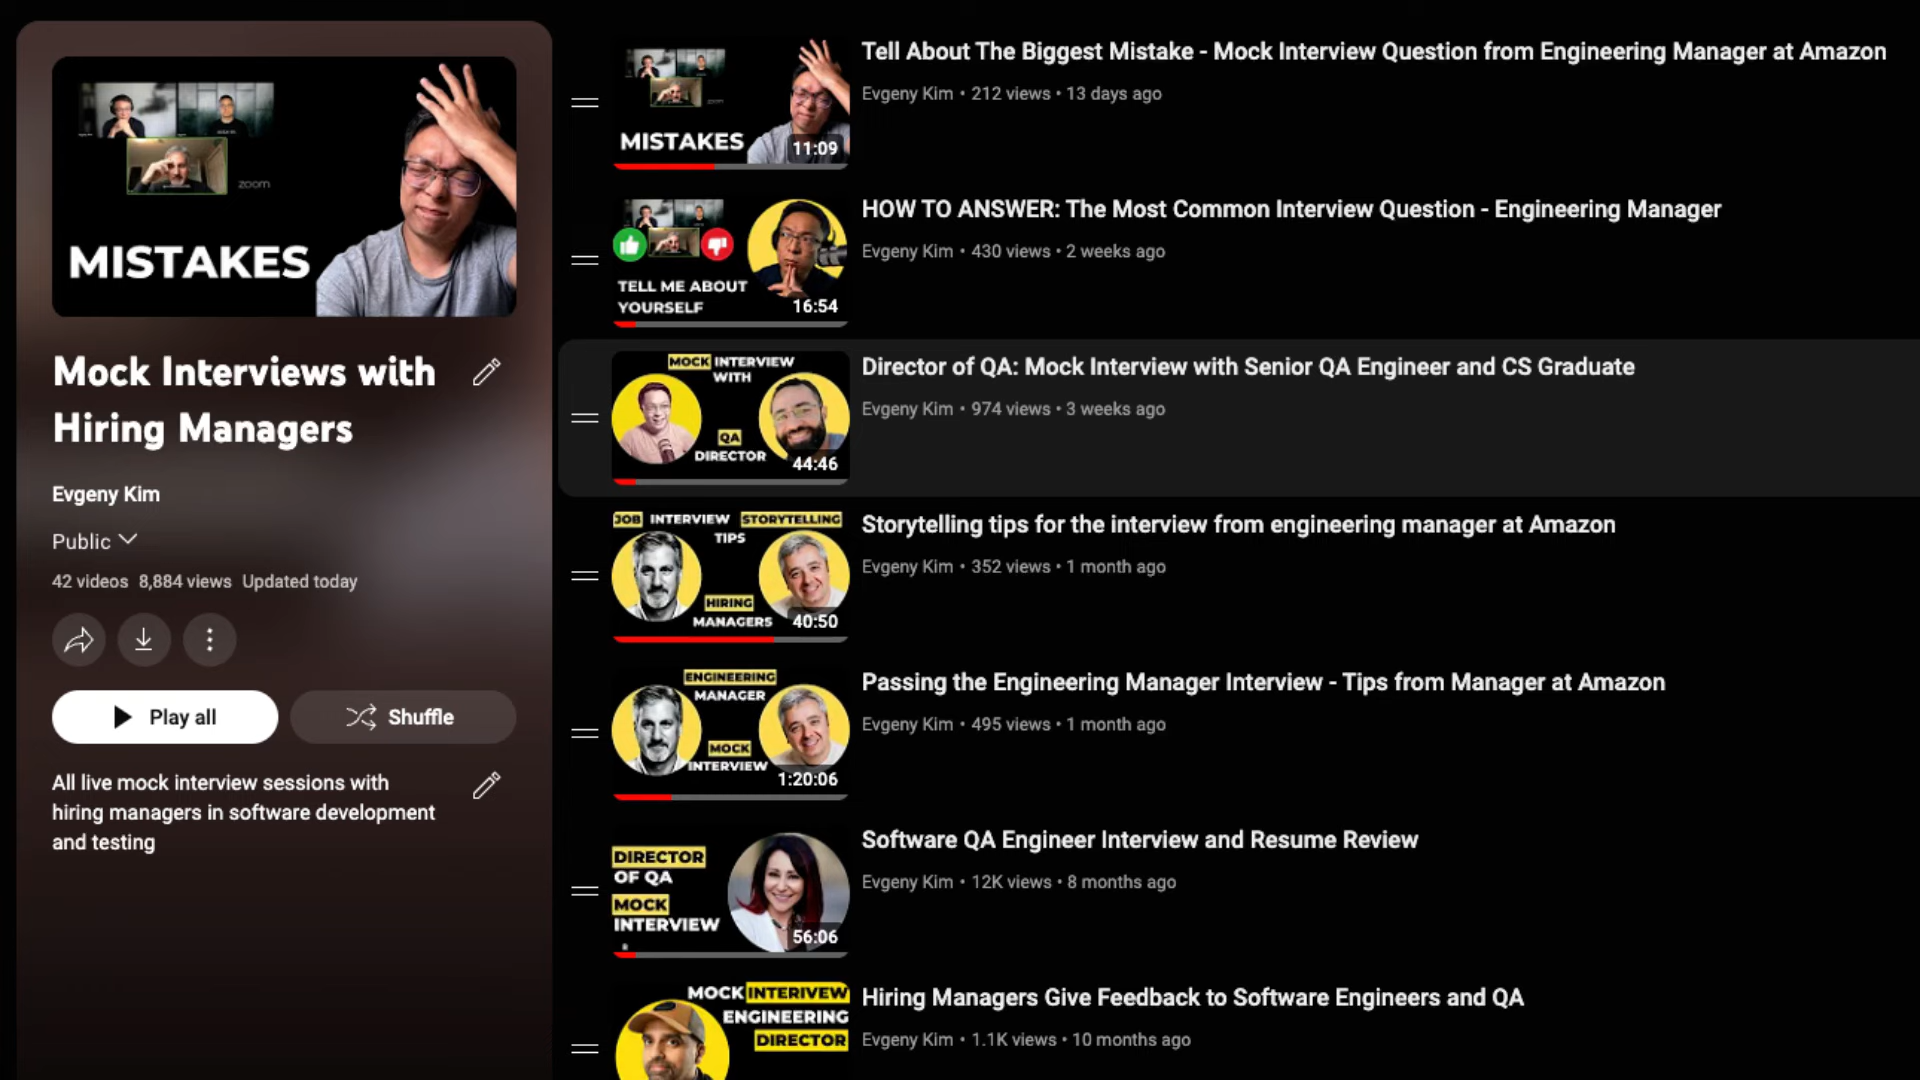 zoom
MISTAKES
Mock Interviews with
Hiring Managers
Evgeny Kim
Public
42 videos 8,884 views Updated today
Play all
Shuffle
All live mock interview sessions with
hiring managers in software development
and testing
MISTAKES
11:09
Tell About The Biggest Mistake - Mock Interview Question from Engineering Manager at Amazon
Evgeny Kim • 212 views • 13 days ago
TELL ME ABOUT
YOURSELF
16:54
HOW TO ANSWER: The Most Common Interview Question - Engineering Manager
Evgeny Kim • 430 views • 2 weeks ago
MOCK INTERVIEW
WITH
QA
DIRECTOR
44:46
Director of QA: Mock Interview with Senior QA Engineer and CS Graduate
Evgeny Kim • 974 views • 3 weeks ago
JOB INTERVIEW STORYTELLING
TIPS
HIRING
MANAGERS
40:50
Storytelling tips for the interview from engineering manager at Amazon
Evgeny Kim • 352 views • 1 month ago
ENGINEERING
MANAGER
MOCK
INTERVIEW
1:20:06
Passing the Engineering Manager Interview - Tips from Manager at Amazon
Evgeny Kim • 495 views • 1 month ago
DIRECTOR
OF QA
MOCK
INTERVIEW
56:06
Software QA Engineer Interview and Resume Review
Evgeny Kim • 12K views • 8 months ago
MOCK INTERIVEW
ENGINEERING
DIRECTOR
Hiring Managers Give Feedback to Software Engineers and QA
Evgeny Kim • 1.1K views • 10 months ago